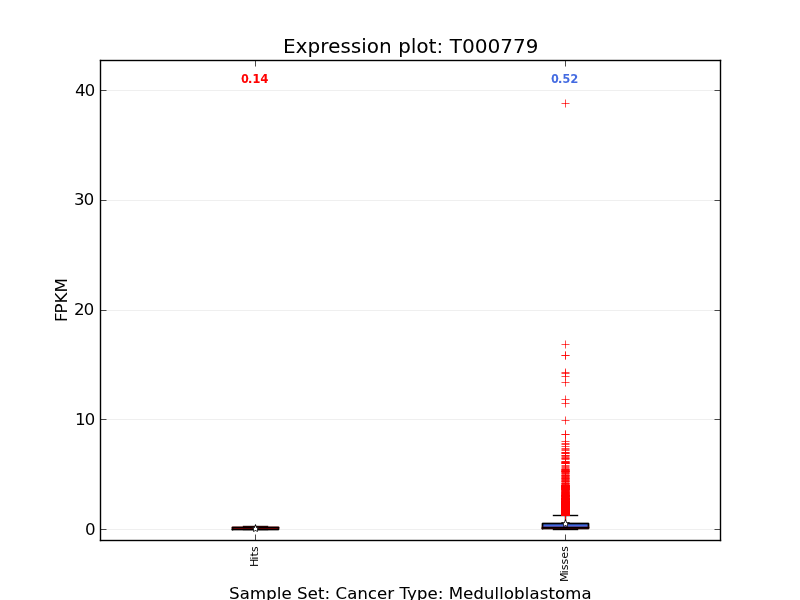 Expression plot: T000779
0.14
0.52
40
30
20
10
0
FPKM
Hits
Misses
Sample Set: Cancer Type: Medulloblastoma